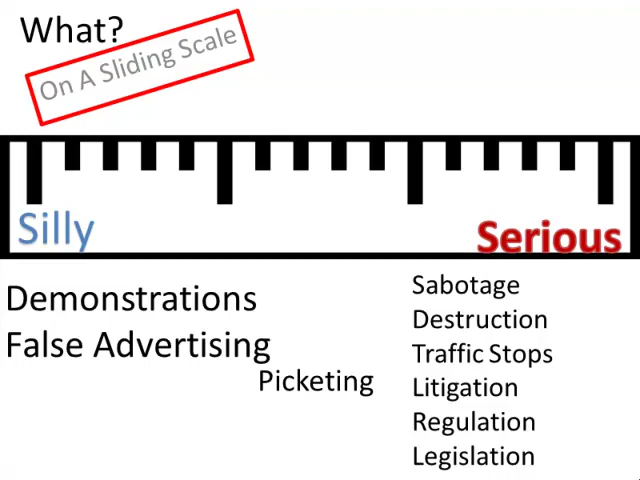 What?
On A Sliding Scale
Silly
Serious
Demonstrations
False Advertising
Picketing
Sabotage
Destruction
Traffic Stops
Litigation
Regulation
Legislation